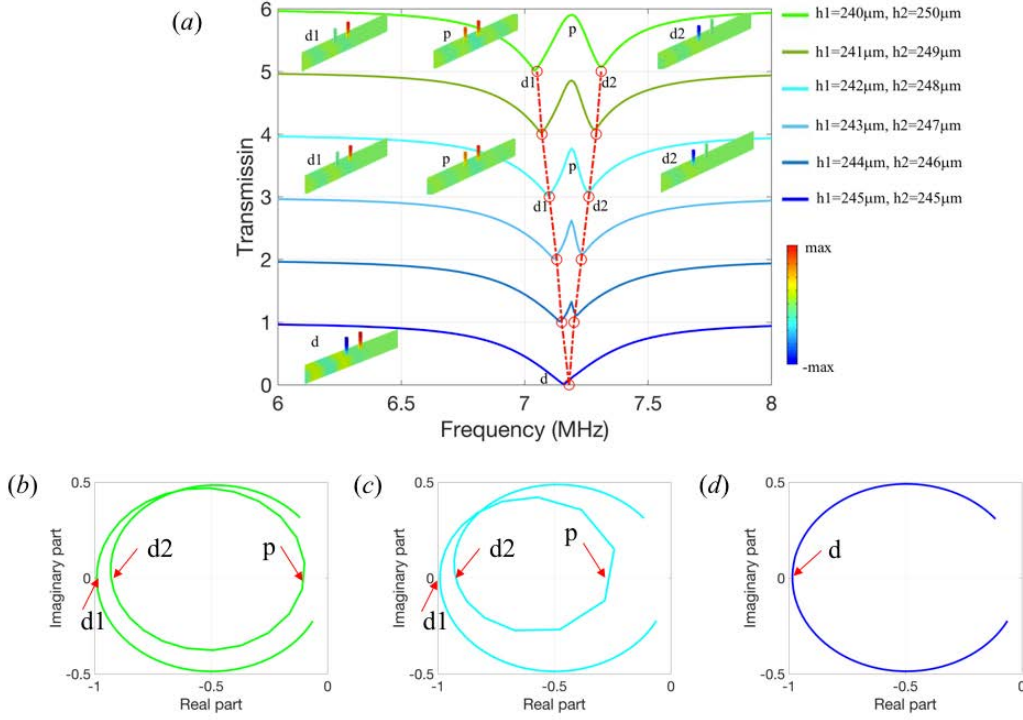 (a)
6
5
4
3
2
1
0
Transmissin
d1
p
d2
p
d1
d2
d1
p
d2
p
d1
d2
d
d
6
6.5
7
7.5
8
Frequency (MHz)
h1=240μm, h2=250μm
h1=241μm, h2=249μm
h1=242μm, h2=248μm
h1=243μm, h2=247μm
h1=244μm, h2=246μm
h1=245μm, h2=245μm
max
-max
(b)
0.5
0
-0.5
Imaginary part
d2
p
d1
-1
-0.5
0
Real part
(c)
0.5
0
-0.5
Imaginary part
d2
p
d1
-1
-0.5
0
Real part
(d)
0.5
0
-0.5
Imaginary part
d
-1
-0.5
0
Real part